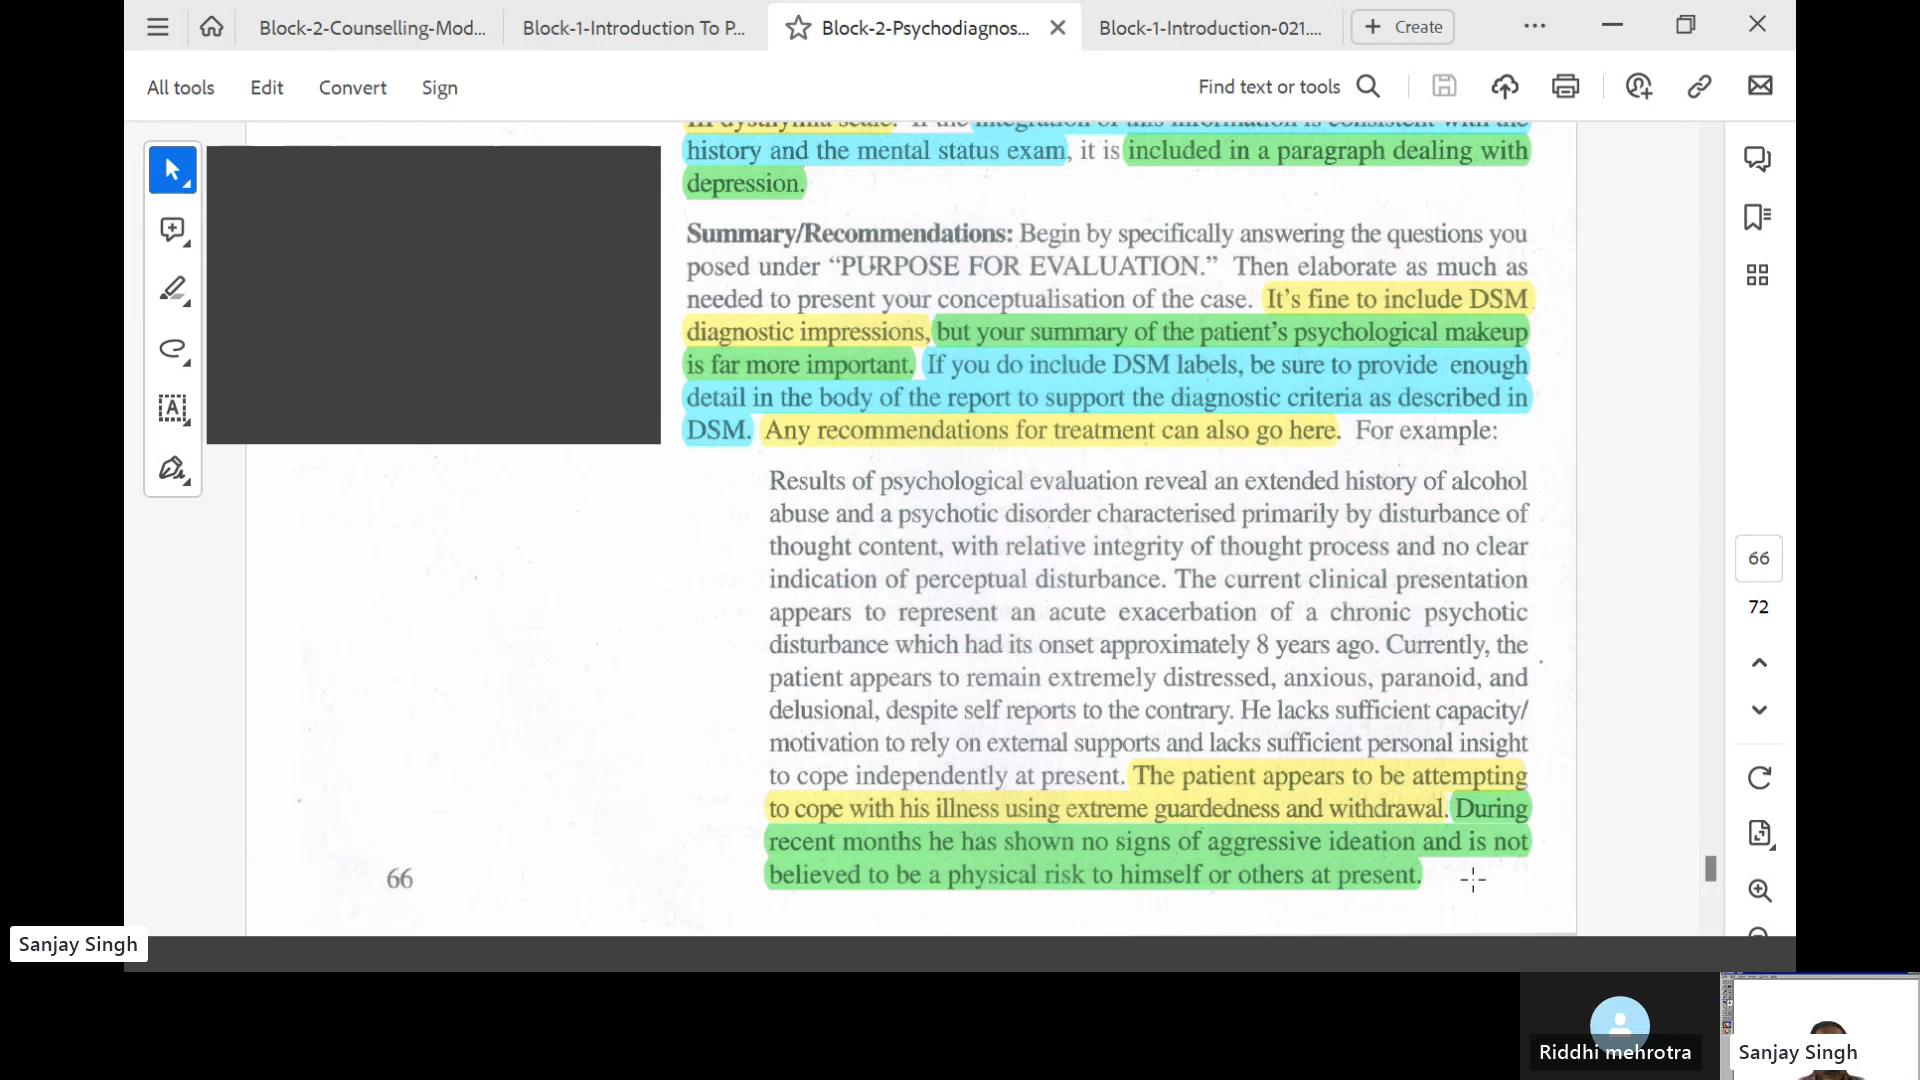 Block-2-Counselling-Mod...
Block-1-Introduction To P...
Block-2-Psychodiagnos...
Block-1-Introduction-021....
Create
All tools
Edit
Convert
Sign
Find text or tools
III dysthymia scale. If the integration of this information is consistent with the
history and the mental status exam, it is included in a paragraph dealing with
depression.
Summary/Recommendations: Begin by specifically answering the questions you
posed under “PURPOSE FOR EVALUATION.” Then elaborate as much as
needed to present your conceptualisation of the case. It’s fine to include DSM
diagnostic impressions, but your summary of the patient’s psychological makeup
is far more important. If you do include DSM labels, be sure to provide enough
detail in the body of the report to support the diagnostic criteria as described in
DSM. Any recommendations for treatment can also go here. For example:
Results of psychological evaluation reveal an extended history of alcohol
abuse and a psychotic disorder characterised primarily by disturbance of
thought content, with relative integrity of thought process and no clear
indication of perceptual disturbance. The current clinical presentation
appears to represent an acute exacerbation of a chronic psychotic
disturbance which had its onset approximately 8 years ago. Currently, the
patient appears to remain extremely distressed, anxious, paranoid, and
delusional, despite self reports to the contrary. He lacks sufficient capacity/
motivation to rely on external supports and lacks sufficient personal insight
to cope independently at present. The patient appears to be attempting
to cope with his illness using extreme guardedness and withdrawal. During
recent months he has shown no signs of aggressive ideation and is not
believed to be a physical risk to himself or others at present.
66
66
72
Sanjay Singh
Riddhi mehrotra
Sanjay Singh